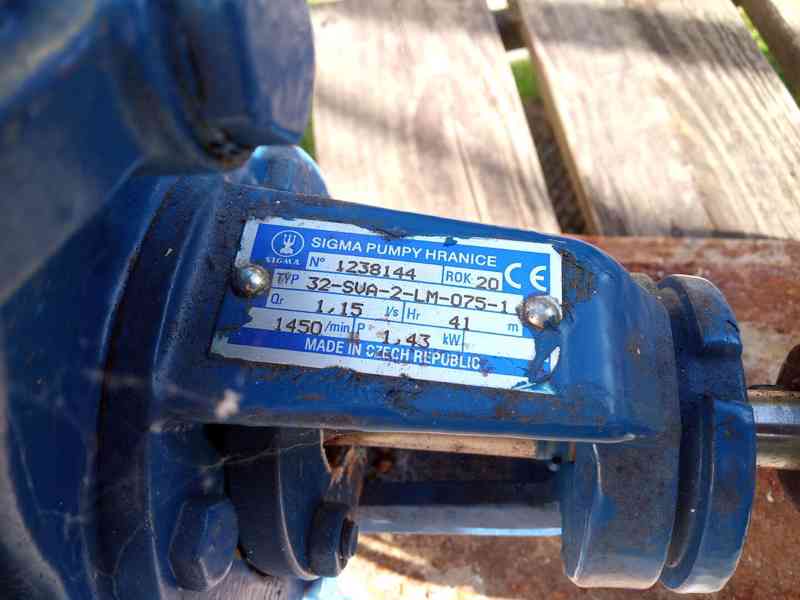 SIGMA PUMPY HRANICE
SIGMA N° 1238144 ROK 20 CE
TYP 32-SVA-2-LM-075-1
Qr 1,15 l/s Hr 41 m
1450 /min P 1,43 kW
MADE IN CZECH REPUBLIC